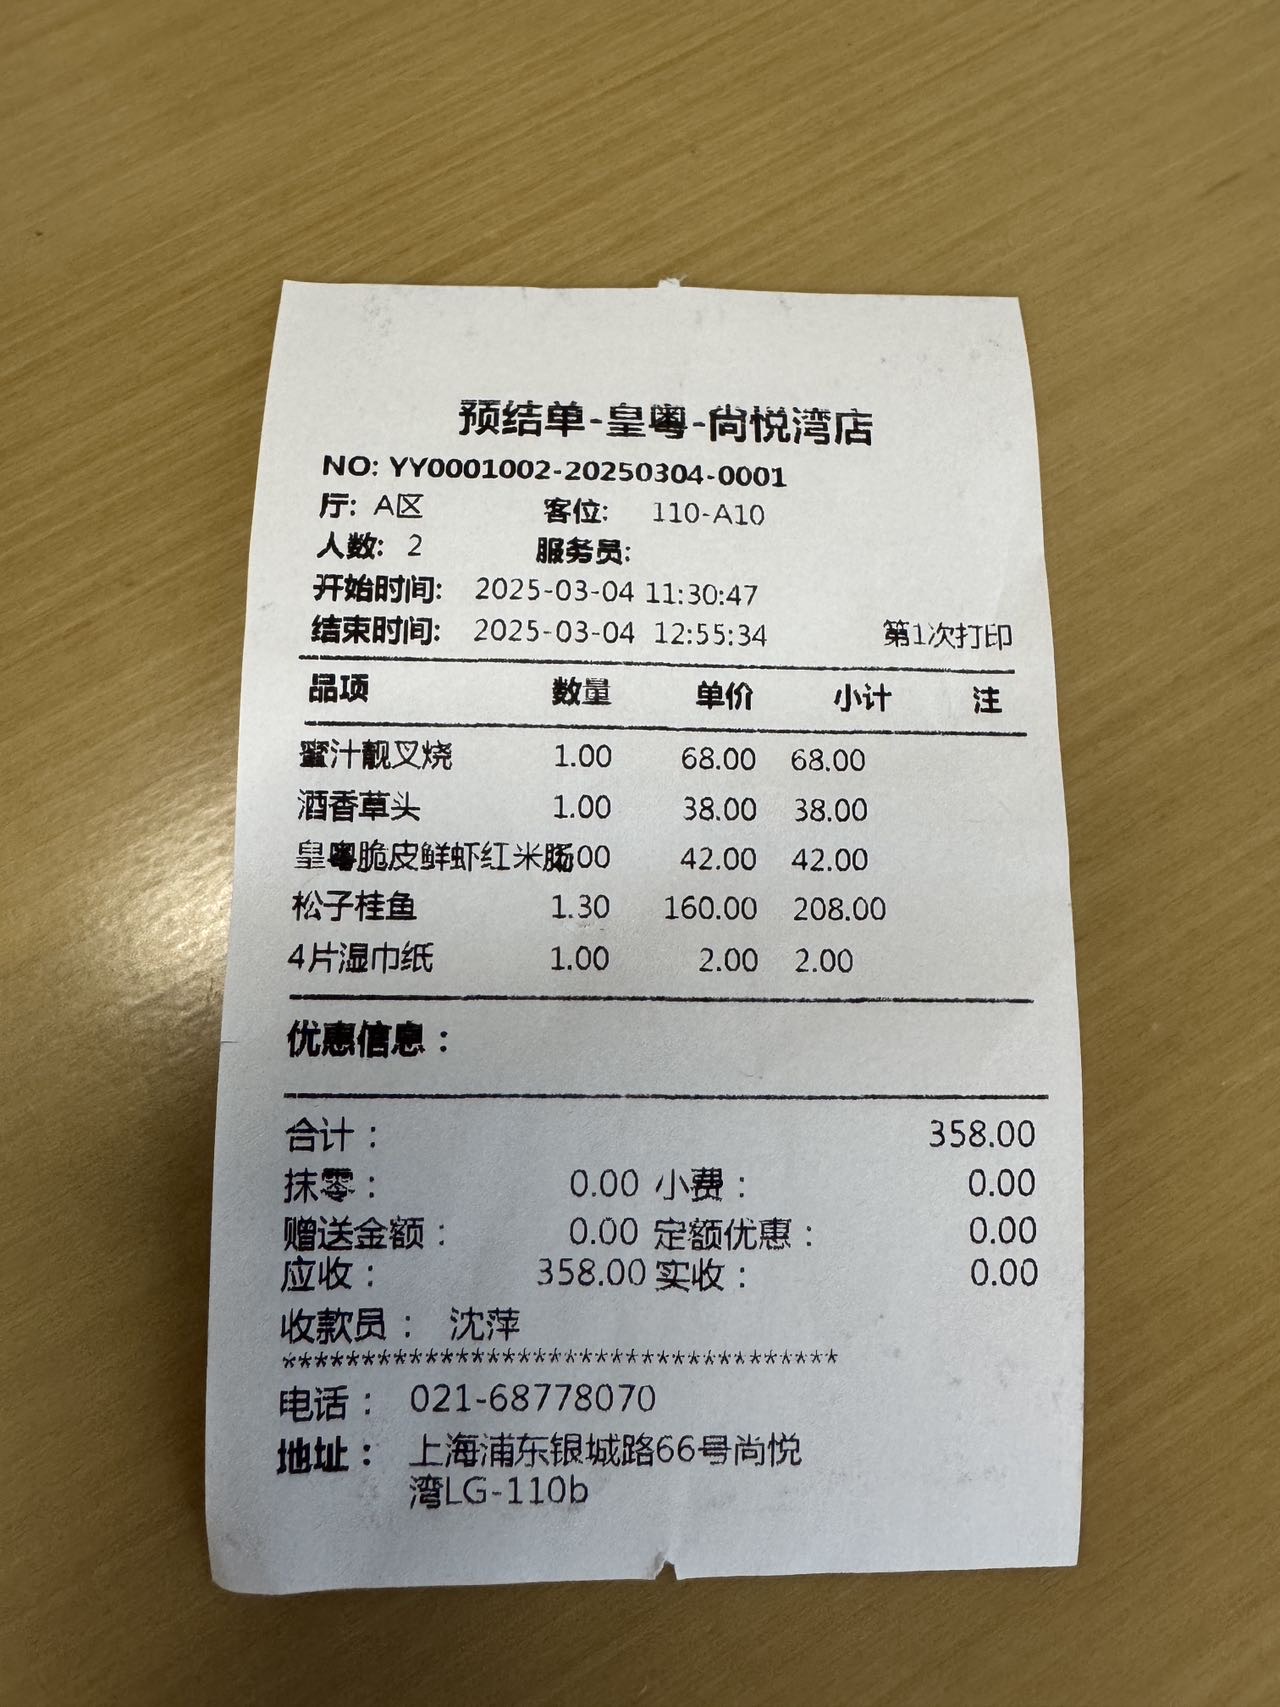 预结单-皇粤-尚悦湾店
NO: YY0001002-20250304-0001
厅: A区 客位: 110-A10
人数: 2 服务员:
开始时间: 2025-03-04 11:30:47
结束时间: 2025-03-04 12:55:34 第1次打印
品项 数量 单价 小计 注
蜜汁靓叉烧 1.00 68.00 68.00
酒香草头 1.00 38.00 38.00
皇粤脆皮鲜虾红米肠 1.00 42.00 42.00
松子桂鱼 1.30 160.00 208.00
4片湿巾纸 1.00 2.00 2.00
优惠信息：
合计： 358.00
抹零： 0.00 小费： 0.00
赠送金额： 0.00 定额优惠： 0.00
应收： 358.00 实收： 0.00
收款员： 沈萍
***********************************
电话： 021-68778070
地址： 上海浦东银城路66号尚悦
湾LG-110b